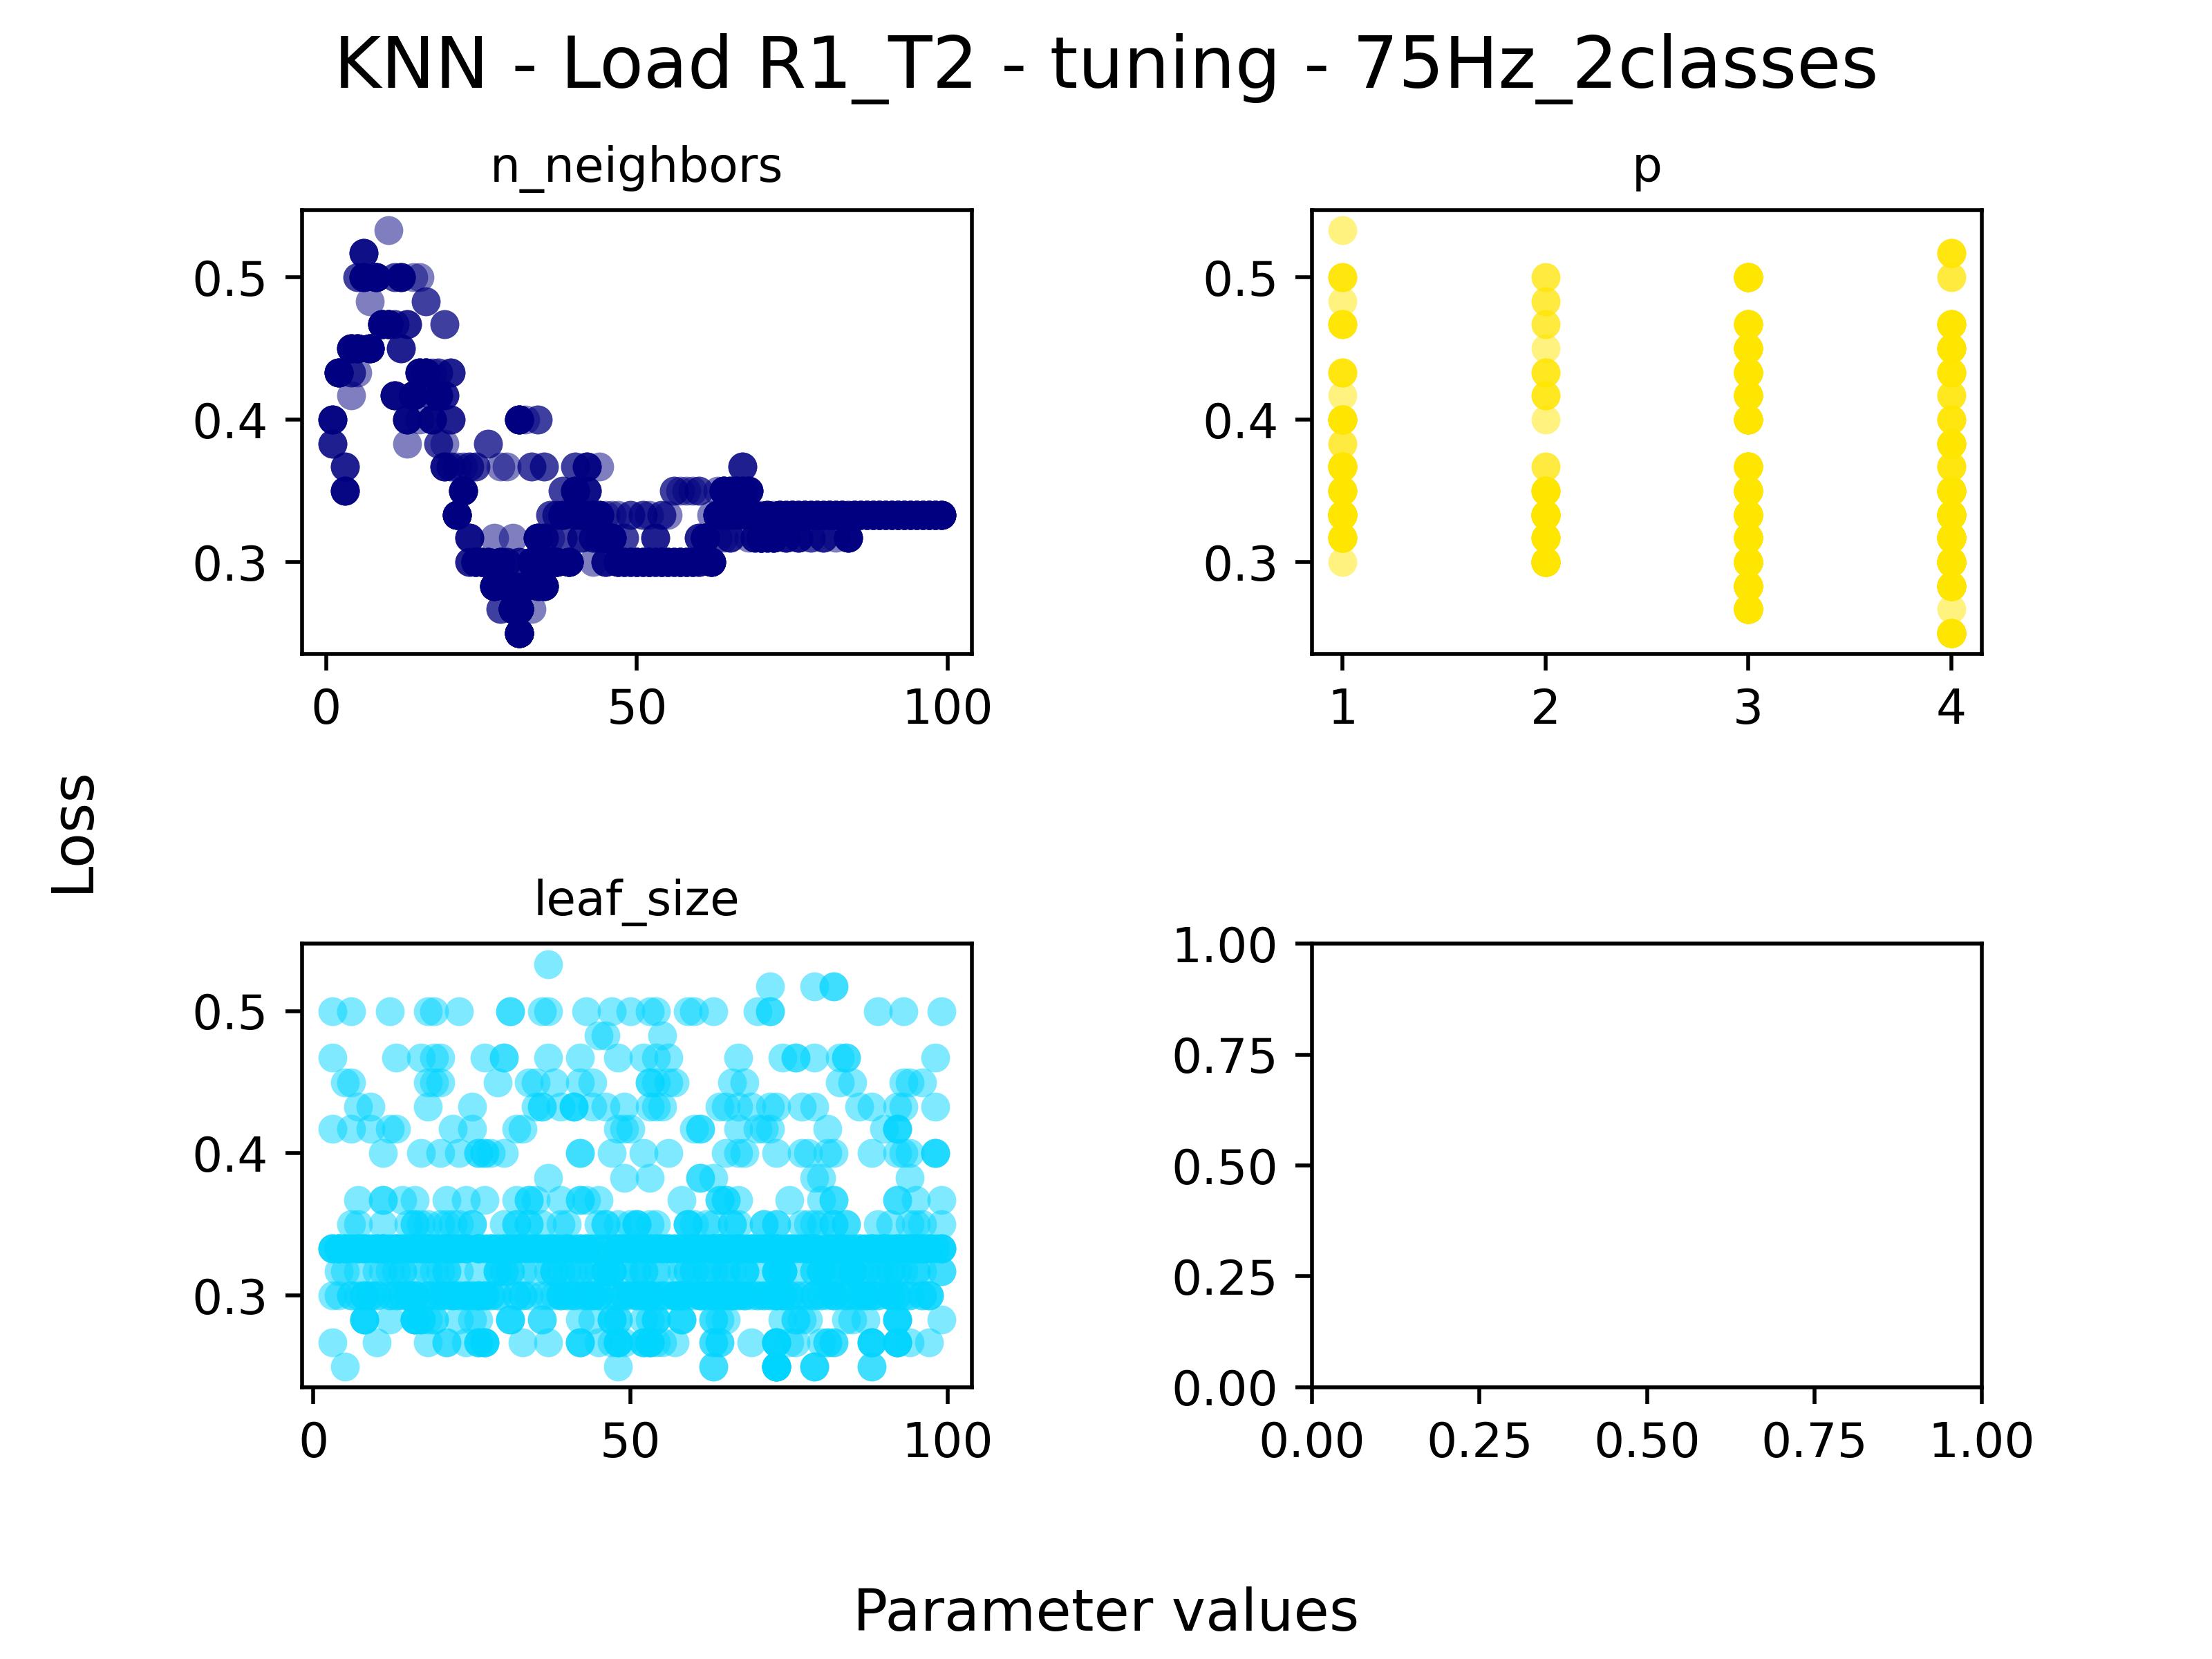 KNN - Load R1_T2 - tuning - 75Hz_2classes
n_neighbors
0.5
0.4
0.3
0 50 100
p
0.5
0.4
0.3
1 2 3 4
Loss
leaf_size
0.5
0.4
0.3
0 50 100
1.00
0.75
0.50
0.25
0.00
0.00 0.25 0.50 0.75 1.00
Parameter values